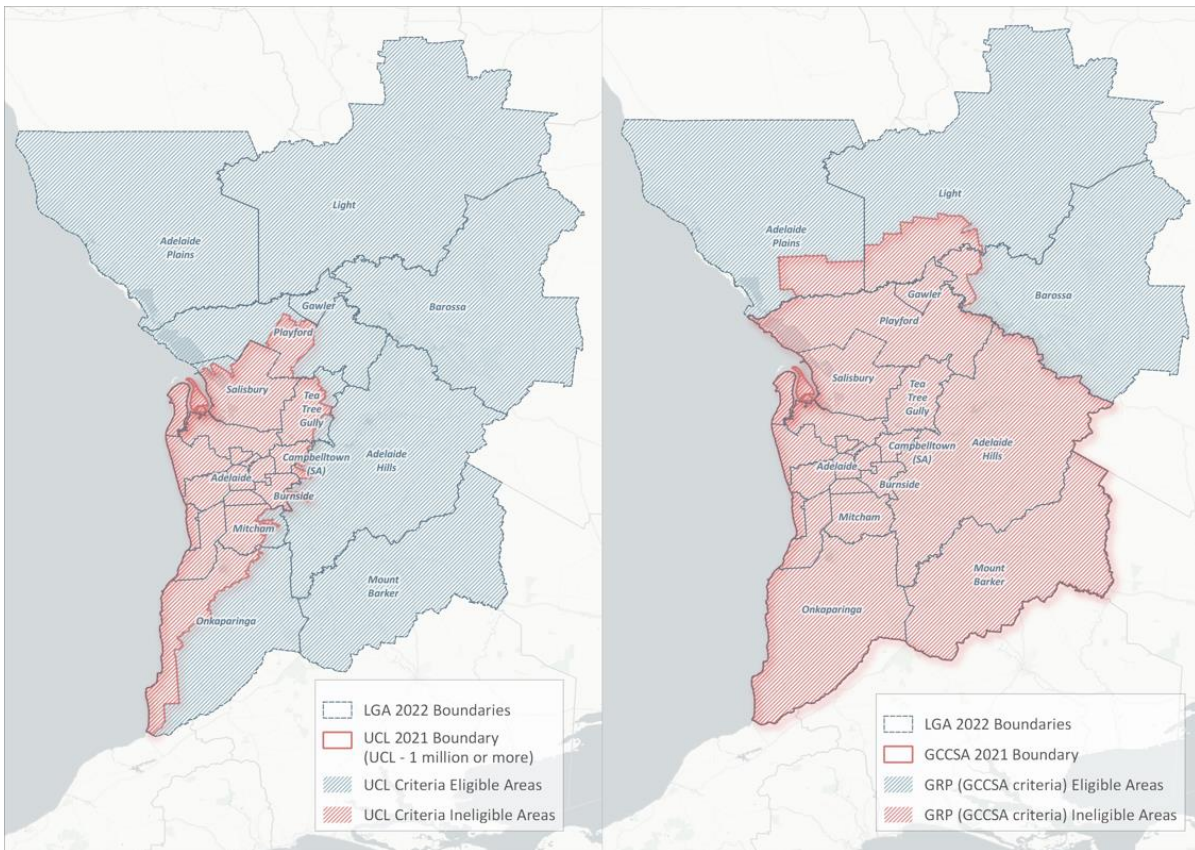 Light
Adelaide
Plains
Barossa
Gawler
Playford
Salisbury
Tea
Tree
Gully
Adelaide
Hills
Campbelltown
(SA)
Adelaide
Burnside
Mitcham
Mount
Barker
Onkaparinga
LGA 2022 Boundaries
UCL 2021 Boundary
(UCL - 1 million or more)
UCL Criteria Eligible Areas
UCL Criteria Ineligible Areas
Light
Adelaide
Plains
Barossa
Gawler
Playford
Salisbury
Tea
Tree
Gully
Adelaide
Hills
Campbelltown
(SA)
Adelaide
Burnside
Mitcham
Mount
Barker
Onkaparinga
LGA 2022 Boundaries
GCCSA 2021 Boundary
GRP (GCCSA criteria) Eligible Areas
GRP (GCCSA criteria) Ineligible Areas